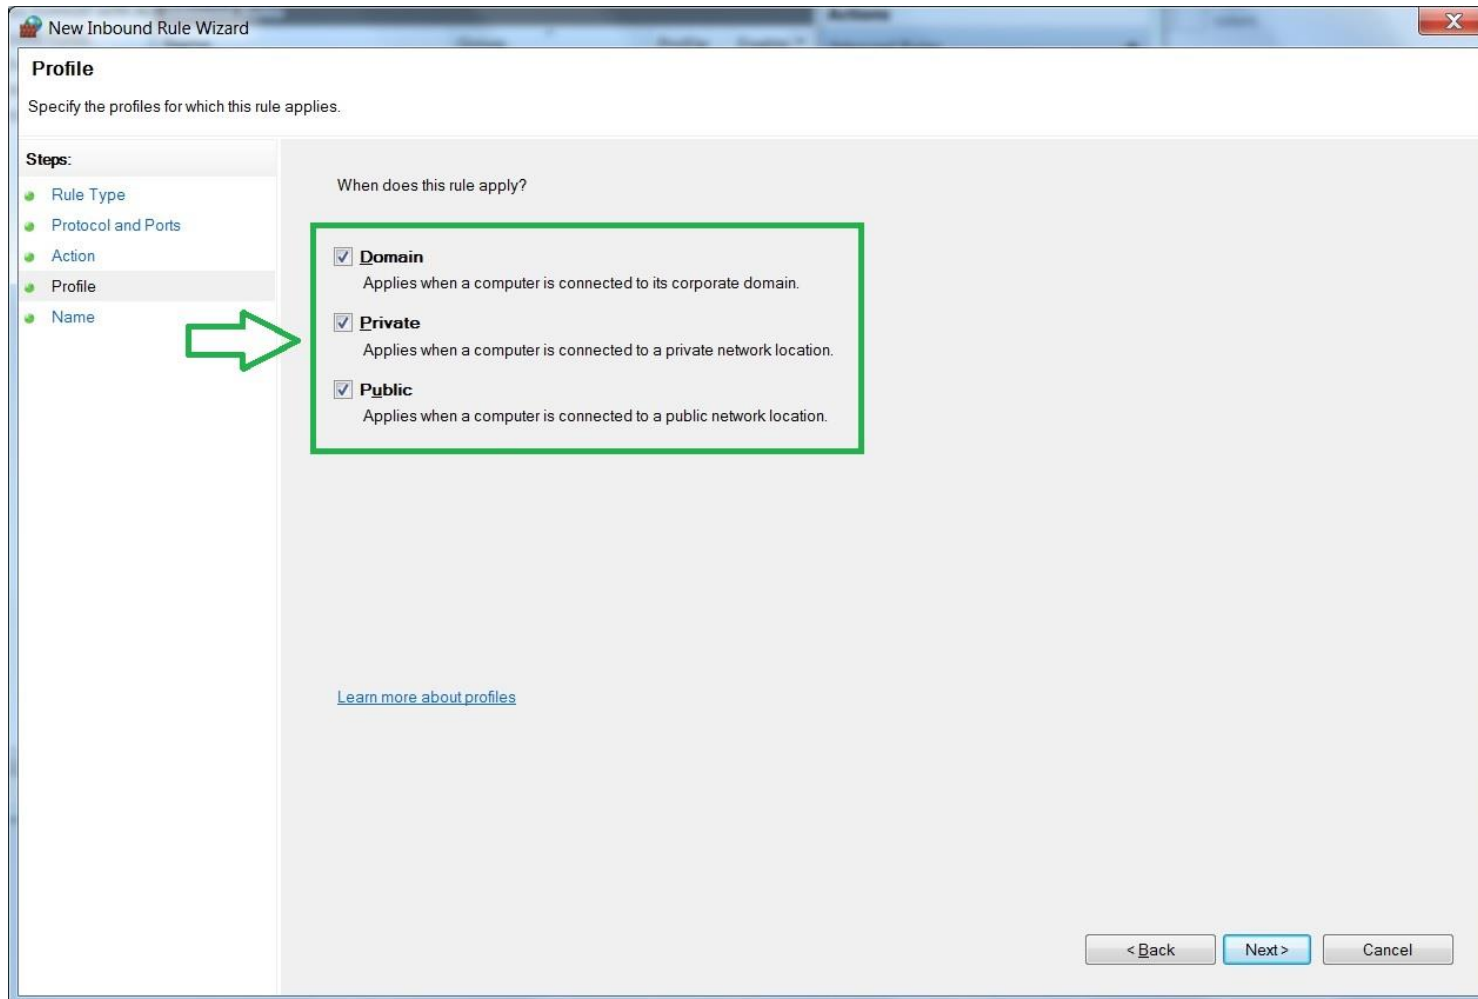 New Inbound Rule Wizard
Actions
Profile
Specify the profiles for which this rule applies.
Steps:
Rule Type
Protocol and Ports
Action
Profile
Name
When does this rule apply?
Domain
Applies when a computer is connected to its corporate domain.
Private
Applies when a computer is connected to a private network location.
Public
Applies when a computer is connected to a public network location.
Learn more about profiles
< Back
Next >
Cancel